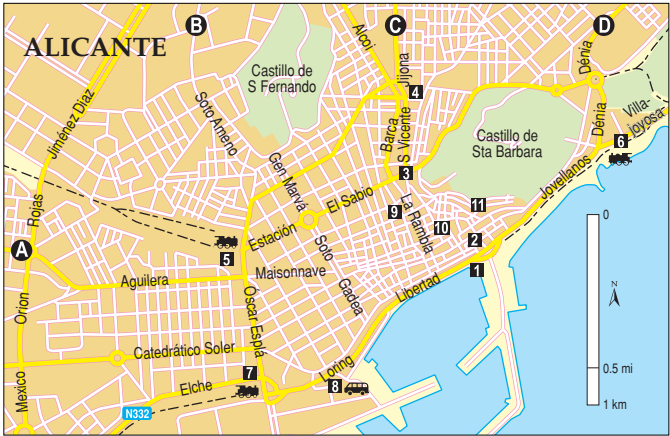 ALICANTE
B
C
D
Alcoi
Jijona
Dénia
Castillo de
S Fernando
4
Jimenez Diaz
Soto Ameno
Barca
S Vicente
Castillo de
Sta Bárbara
Dénia
Villa-
joyosa
6
Gen Marvá
3
Jovellanos
Rojas
El Sabio
9
La Rambla
11
10
0
A
Estación
Soto
2
5
Maisonnave
1
Aguilera
Gadea
Libertad
N
Orion
Óscar Esplá
Catedrático Soler
Loring
0.5 mi
Mexico
Elche
7
8
1 km
N332